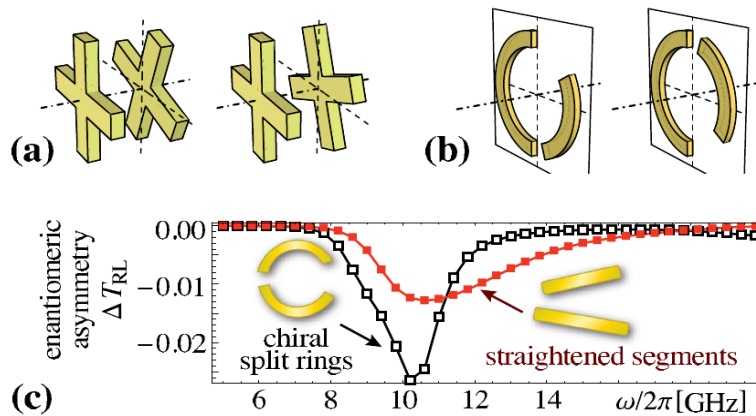 (a)
(b)
enantiomeric
asymmetry
ΔT_RL
0.00
−0.01
−0.02
chiral
split rings
straightened segments
(c)
6 8 10 12 14 ω/2π [GHz]